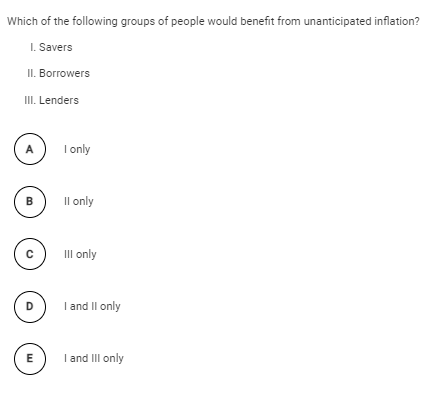 Which of the following groups of people would benefit from unanticipated inflation?
I. Savers
II. Borrowers
III. Lenders
A I only
B II only
C III only
D I and II only
E I and III only